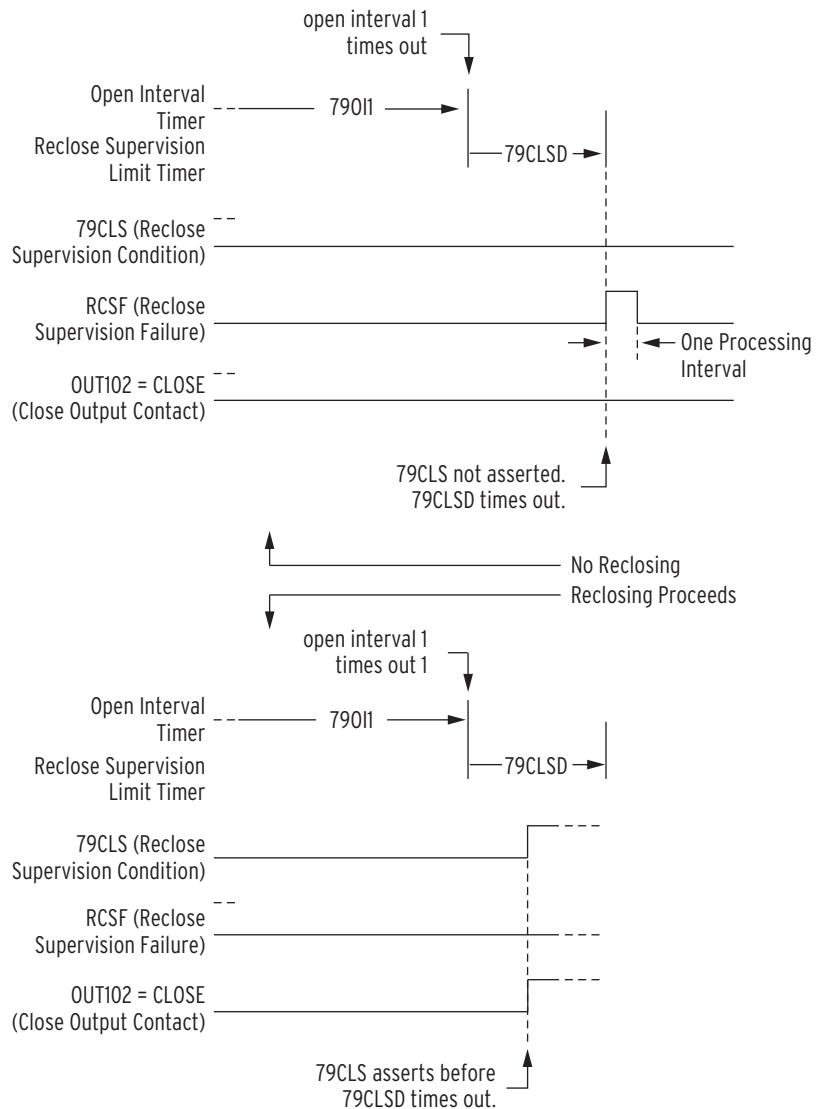 open interval 1
times out
Open Interval
Timer
79OI1
Reclose Supervision
Limit Timer
79CLSD
79CLS (Reclose
Supervision Condition)
RCSF (Reclose
Supervision Failure)
One Processing
Interval
OUT102 = CLOSE
(Close Output Contact)
79CLS not asserted.
79CLSD times out.
No Reclosing
Reclosing Proceeds
open interval 1
times out 1
Open Interval
Timer
79OI1
Reclose Supervision
Limit Timer
79CLSD
79CLS (Reclose
Supervision Condition)
RCSF (Reclose
Supervision Failure)
OUT102 = CLOSE
(Close Output Contact)
79CLS asserts before
79CLSD times out.